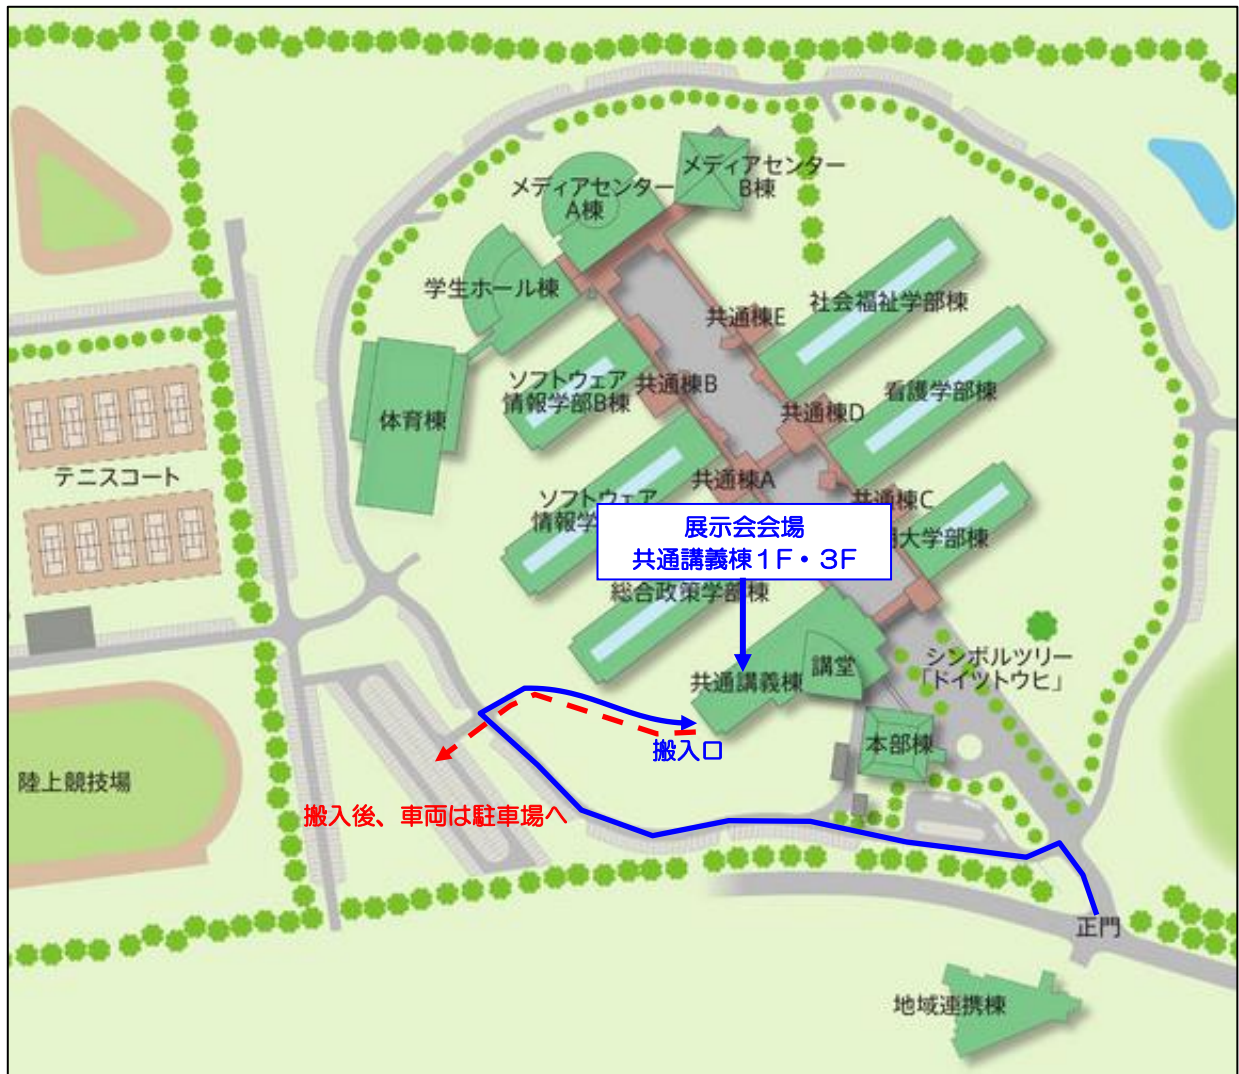 メディアセンター
B棟
メディアセンター
A棟
学生ホール棟
社会福祉学部棟
共通棟E
ソフトウェア
情報学部B棟
共通棟B
看護学部棟
共通棟D
体育棟
テニスコート
共通棟A
ソフトウェア
情報学
共通棟C
大学部棟
展示会会場
共通講義棟1F・3F
総合政策学部棟
シンボルツリー
「ドイツトウヒ」
講堂
共通講義棟
本部棟
搬入口
陸上競技場
搬入後、車両は駐車場へ
正門
地域連携棟